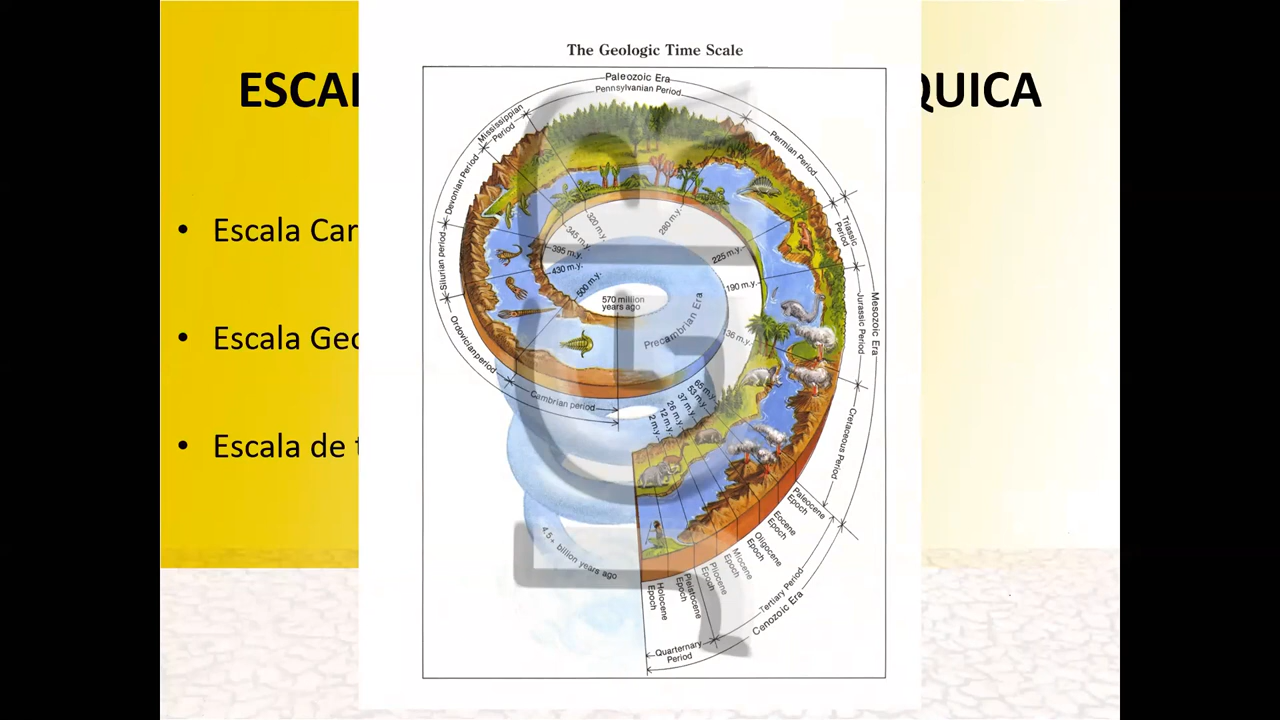 The Geologic Time Scale
ESCAL
QUICA
Paleozoic Era
Pennsylvanian Period
Mississippian
Period
Permian Period
Devonian Period
Triassic
Period
• Escala Car
Silurian period
320 m.y.
280 m.y.
345 m.y.
395 m.y.
430 m.y.
500 m.y.
225 m.y.
190 m.y.
570 million
years ago
Precambrian Era
136 m.y.
Mesozoic Era
Jurassic Period
• Escala Geo
Ordovician period
Cambrian period
65 m.y.
53 m.y.
37 m.y.
26 m.y.
12 m.y.
2 m.y.
Cretaceous Period
• Escala de t
Paleocene
Epoch
Eocene
Epoch
Oligocene
Epoch
Miocene
Epoch
Pliocene
Epoch
Pleistocene
Epoch
Holocene
Epoch
4.5+ billion years ago
Tertiary Period
Cenozoic Era
Quarternary
Period